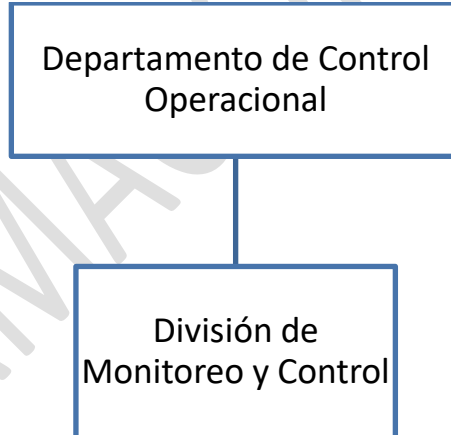 Departamento de Control
Operacional
División de
Monitoreo y Control